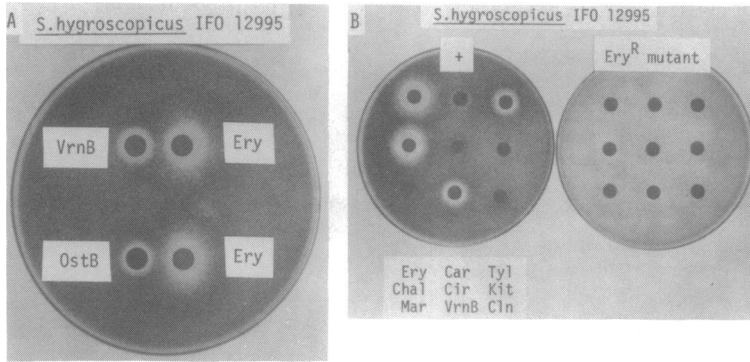 A
S.hygroscopicus IFO 12995
VrnB
Ery
OstB
Ery
B
S.hygroscopicus IFO 12995
+
EryR mutant
Ery Car Tyl
Chal Cir Kit
Mar VrnB Cln